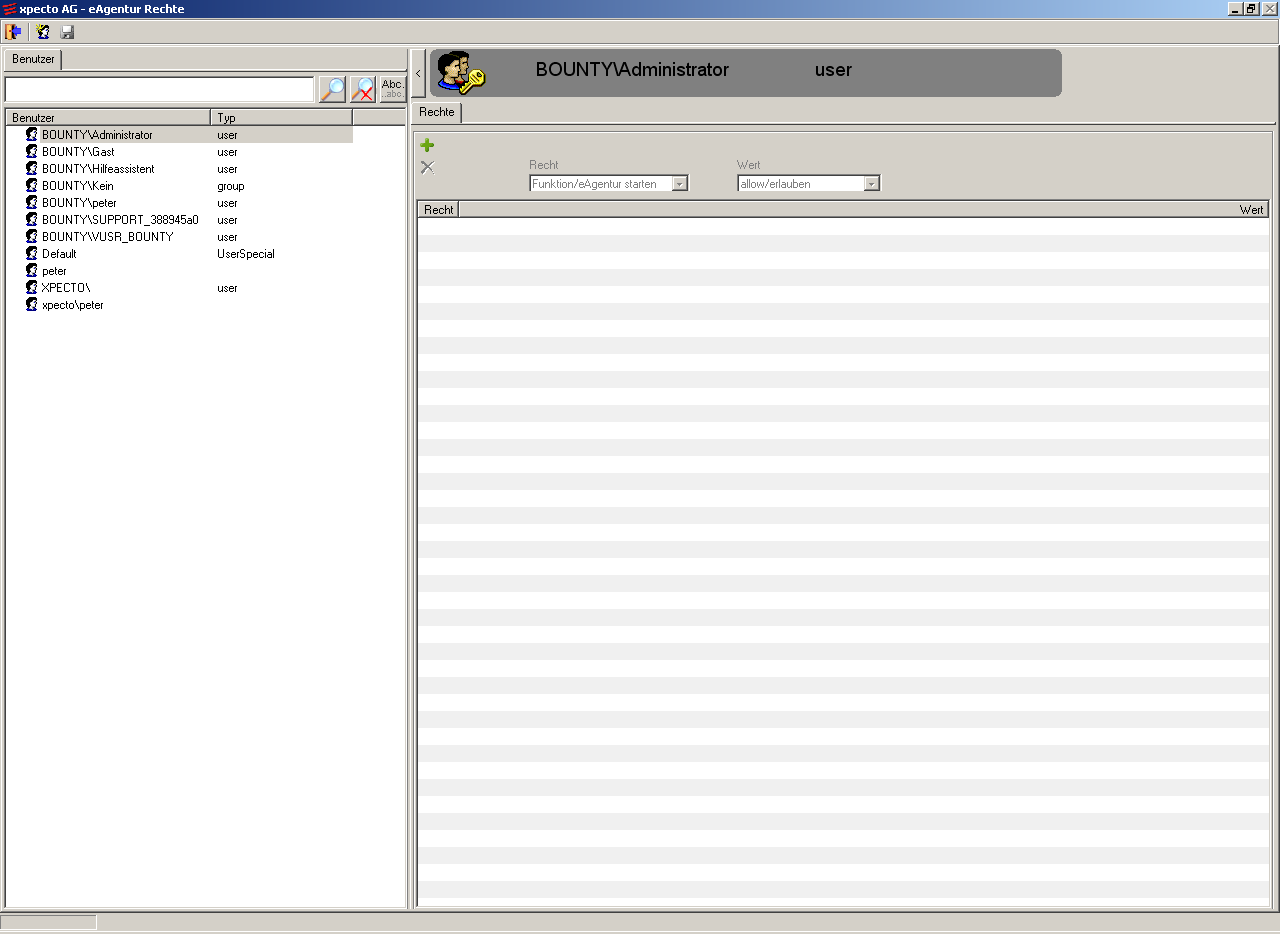 xpecto AG - eAgentur Rechte
Benutzer
Abc.
..abc.
Benutzer Typ
BOUNTY\Administrator user
BOUNTY\Gast user
BOUNTY\Hilfeassistent user
BOUNTY\Kein group
BOUNTY\peter user
BOUNTY\SUPPORT_388945a0 user
BOUNTY\VUSR_BOUNTY user
Default UserSpecial
peter
XPECTO\ user
xpecto\peter
<
BOUNTY\Administrator user
Rechte
Recht Wert
Funktion/eAgentur starten allow/erlauben
Recht Wert